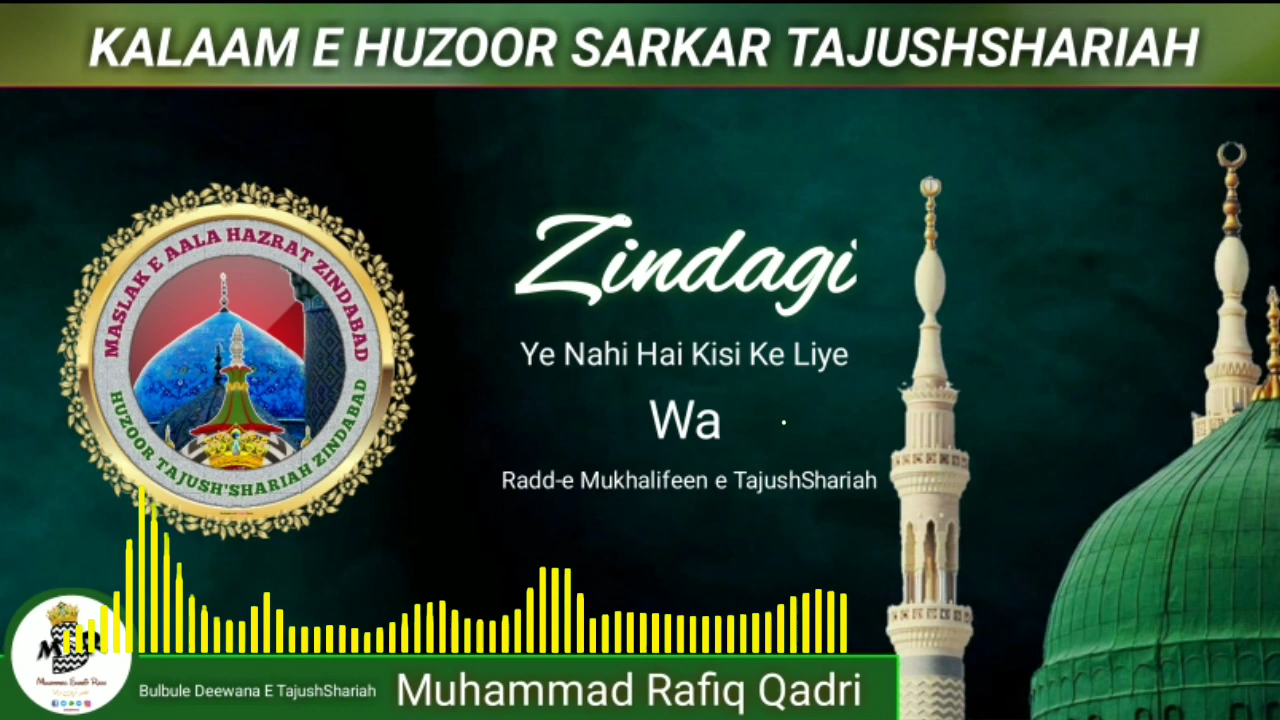 KALAAM E HUZOOR SARKAR TAJUSHSHARIAH
MASLAK E AALA HAZRAT ZINDABAD
HUZOOR TAJUSH'SHARIAH ZINDABAD
Zindagi
Ye Nahi Hai Kisi Ke Liye
Wa
Radd-e Mukhalifeen e TajushShariah
Bulbule Deewana E TajushShariah
Muhammad Rafiq Qadri